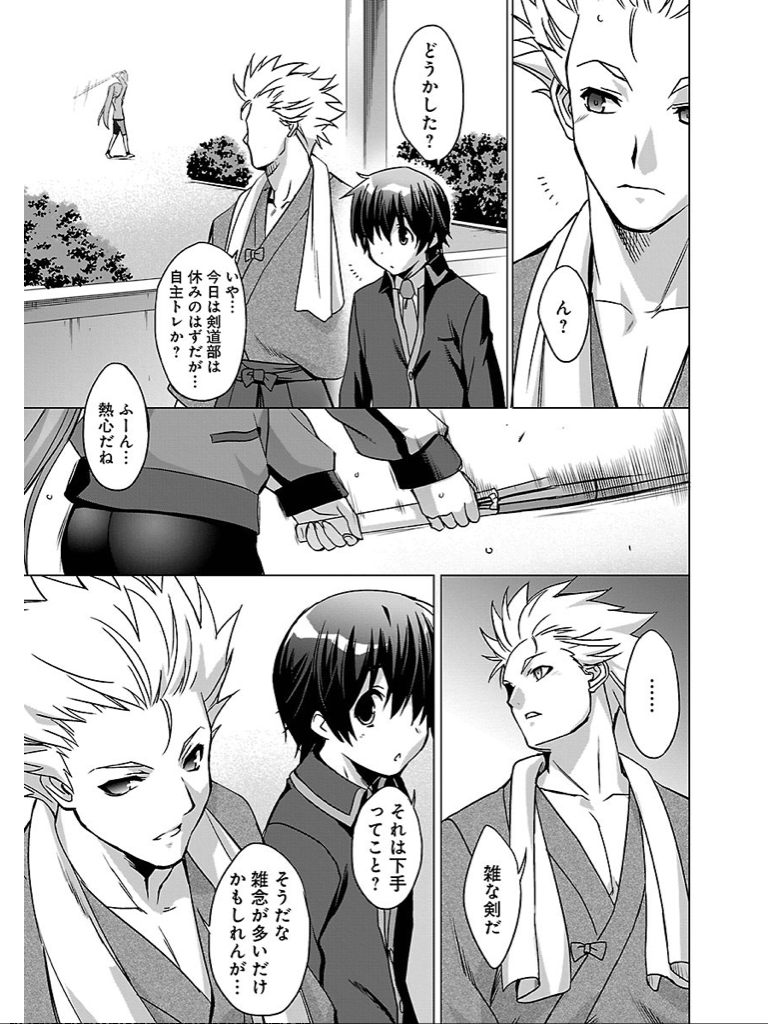 ん?
どうかした?
いや…
今日は剣道部は
休みのはずだが…
自主トレか?
ふーん…
熱心だね
……
雑な剣だ
それは下手
ってこと?
そうだな
雑念が多いだけ
かもしれんが…